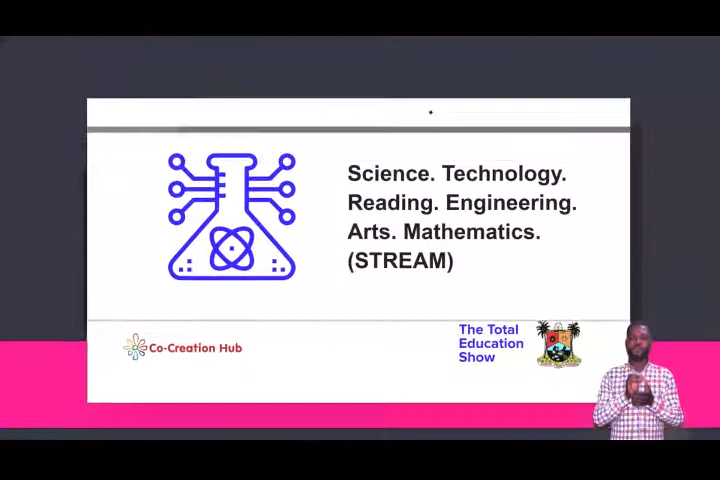 Science. Technology.
Reading. Engineering.
Arts. Mathematics.
(STREAM)
Co-Creation Hub
The Total
Education
Show